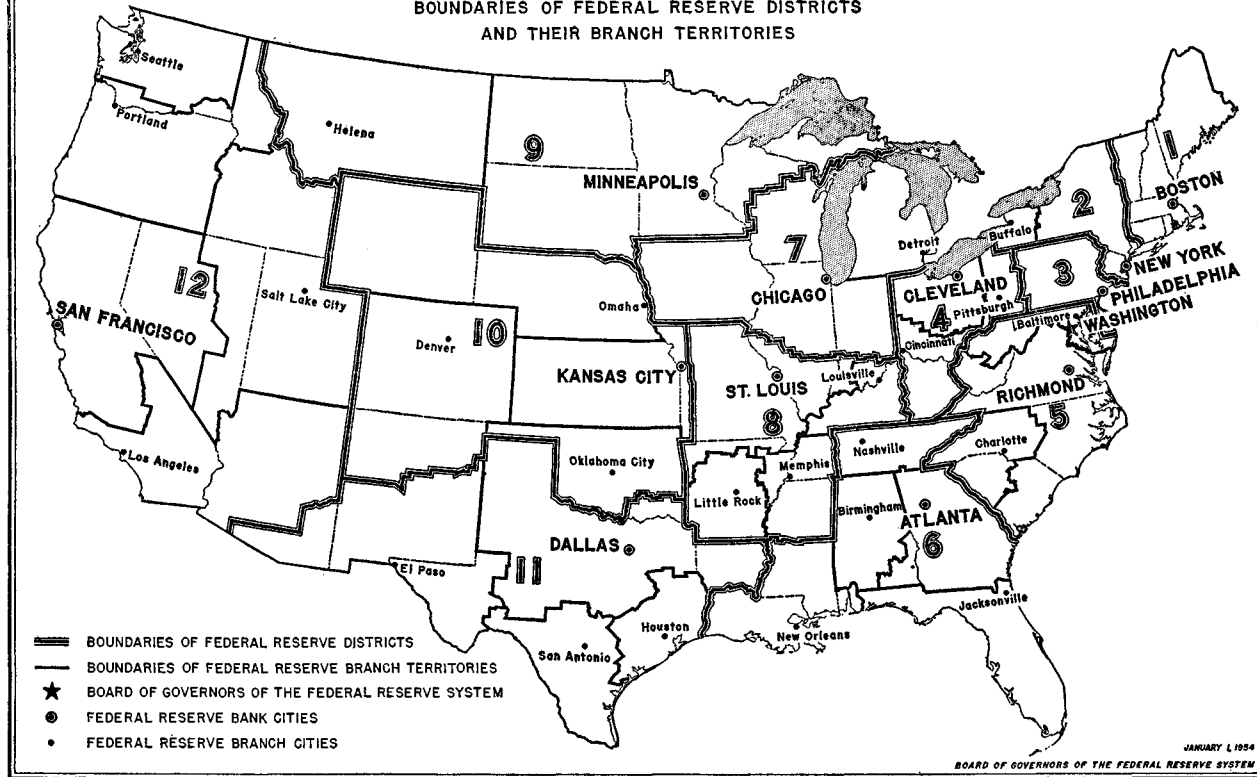 BOUNDARIES OF FEDERAL RESERVE DISTRICTS
AND THEIR BRANCH TERRITORIES
Seattle
Portland
Helena
9
MINNEAPOLIS
1
BOSTON
2
Buffalo
Detroit
7
CHICAGO
CLEVELAND
4
Pittsburgh
Cincinnati
3
NEW YORK
PHILADELPHIA
WASHINGTON
Baltimore
12
SAN FRANCISCO
Salt Lake City
Omaha
Denver
10
KANSAS CITY
ST. LOUIS
8
Louisville
RICHMOND
5
Charlotte
Nashville
Memphis
Little Rock
Oklahoma City
Los Angeles
Birmingham
ATLANTA
6
DALLAS
11
El Paso
Houston
San Antonio
New Orleans
Jacksonville
BOUNDARIES OF FEDERAL RESERVE DISTRICTS
BOUNDARIES OF FEDERAL RESERVE BRANCH TERRITORIES
BOARD OF GOVERNORS OF THE FEDERAL RESERVE SYSTEM
FEDERAL RESERVE BANK CITIES
FEDERAL RESERVE BRANCH CITIES
JANUARY 1, 1954
BOARD OF GOVERNORS OF THE FEDERAL RESERVE SYSTEM